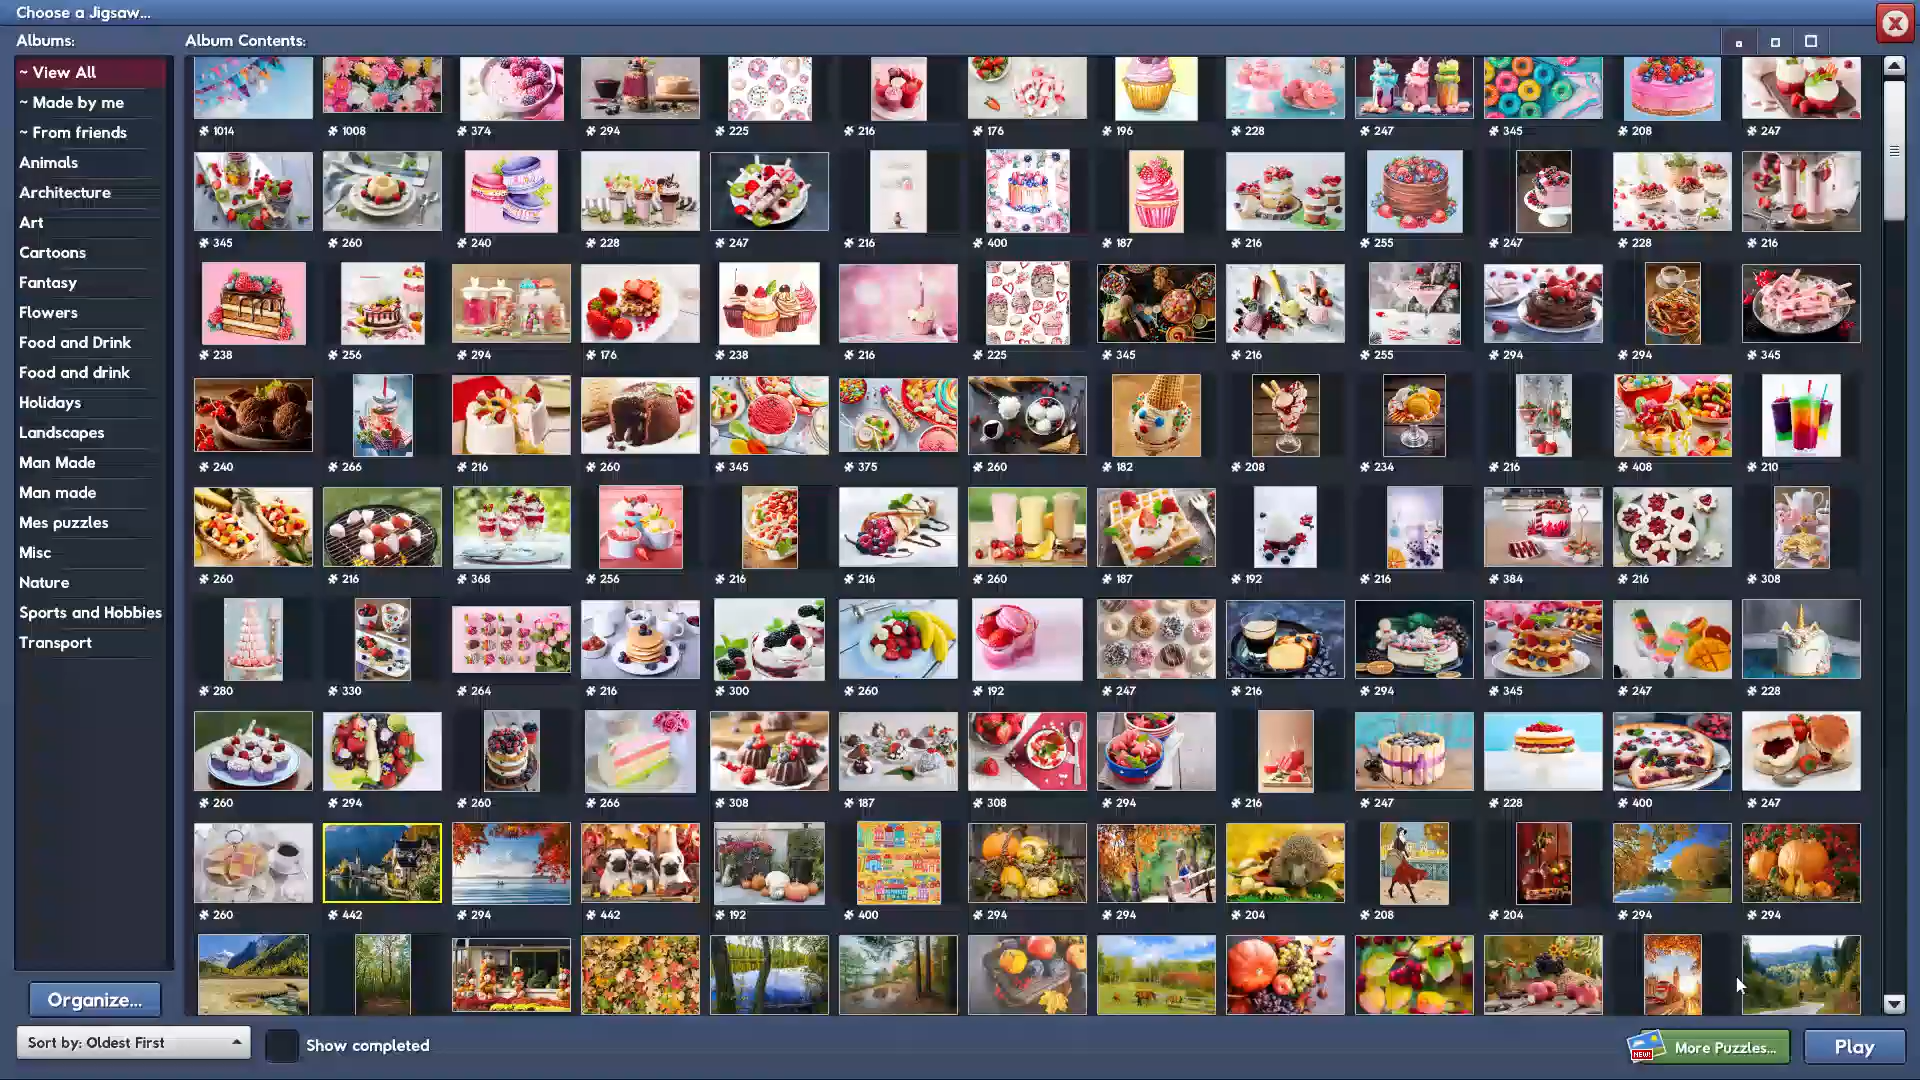 Choose a Jigsaw...
Albums:
Album Contents:
~ View All
~ Made by me
~ From friends
Animals
Architecture
Art
Cartoons
Fantasy
Flowers
Food and Drink
Food and drink
Holidays
Landscapes
Man Made
Man made
Mes puzzles
Misc
Nature
Sports and Hobbies
Transport
1014 1008 374 294 225 216 176 196 228 247 345 208 247
345 260 240 228 247 216 400 187 216 255 247 228 216
238 256 294 176 238 216 225 345 216 255 294 294 345
240 266 216 260 345 375 260 182 208 234 216 408 210
260 216 368 256 216 216 260 187 192 216 384 216 308
280 330 264 216 300 260 192 247 216 294 345 247 228
260 294 260 266 308 187 308 294 216 247 228 400 247
260 442 294 442 192 400 294 294 204 208 204 294 294
Organize...
Sort by: Oldest First
Show completed
NEW!
More Puzzles...
Play